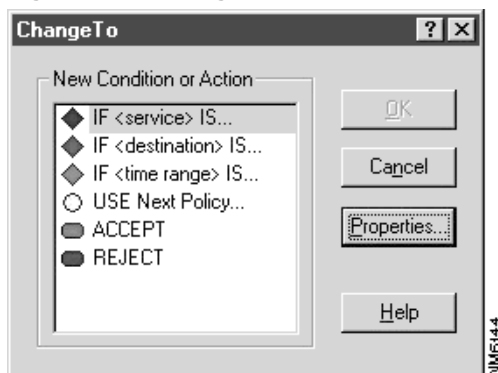 ChangeTo
? ×
New Condition or Action
IF <service> IS...
IF <destination> IS...
IF <time range> IS...
USE Next Policy...
ACCEPT
REJECT
OK
Cancel
Properties...
Help